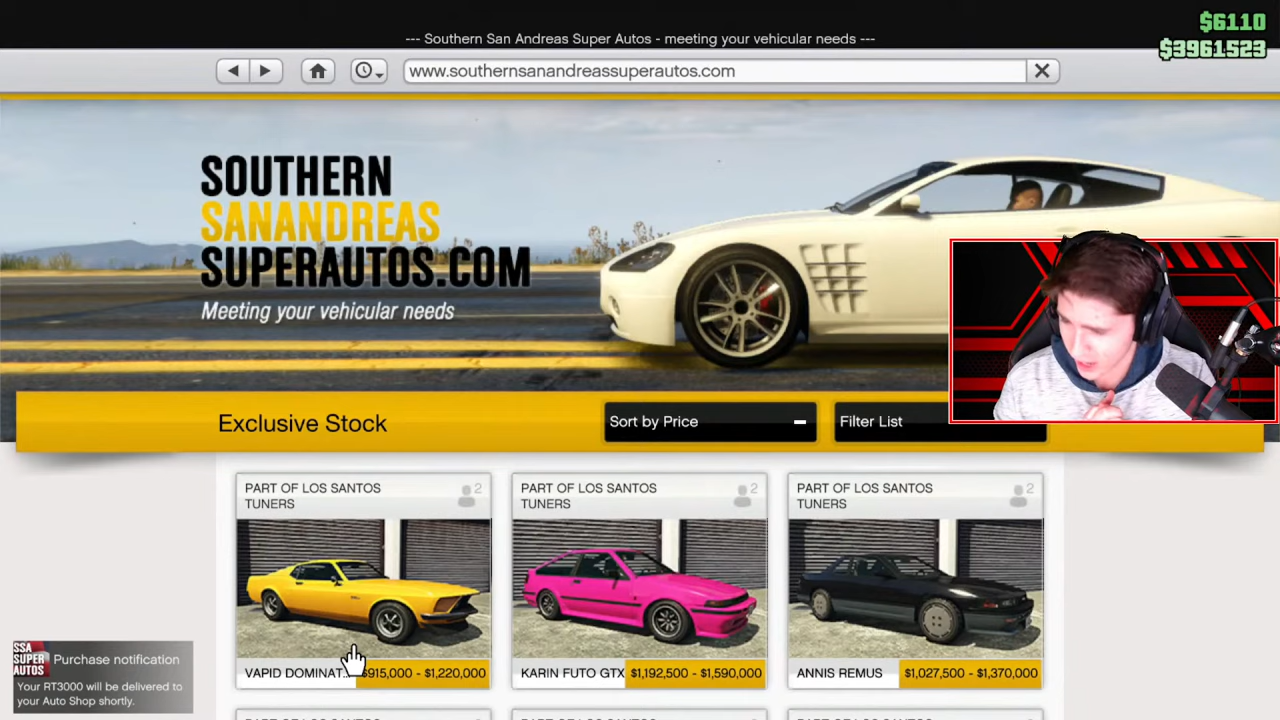 $6110
$3961523
--- Southern San Andreas Super Autos - meeting your vehicular needs ---
www.southernsanandreassuperautos.com
SOUTHERN
SANANDREAS
SUPERAUTOS.COM
Meeting your vehicular needs
Exclusive Stock
Sort by Price
Filter List
PART OF LOS SANTOS
TUNERS
2
VAPID DOMINAT...
$915,000 - $1,220,000
PART OF LOS SANTOS
TUNERS
2
KARIN FUTO GTX
$1,192,500 - $1,590,000
PART OF LOS SANTOS
TUNERS
2
ANNIS REMUS
$1,027,500 - $1,370,000
SSA
SUPER
AUTOS
Purchase notification
Your RT3000 will be delivered to
your Auto Shop shortly.